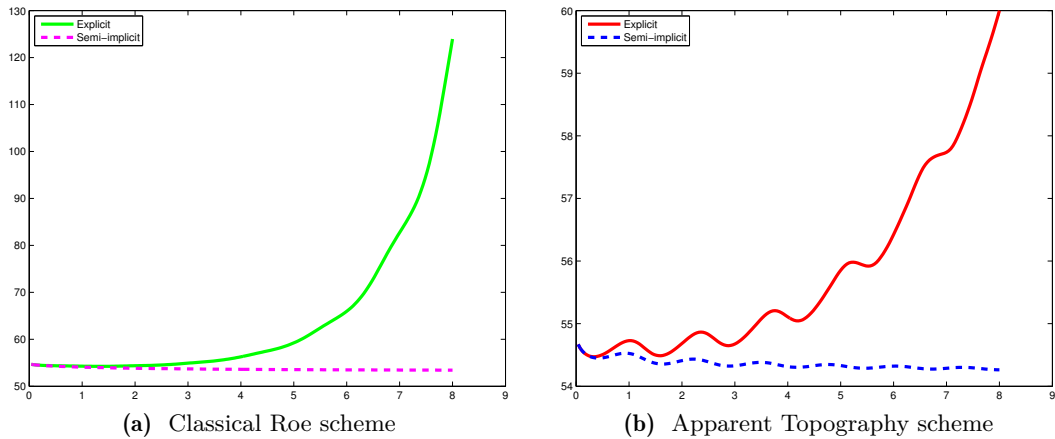 130
120
110
100
90
80
70
60
50
0 1 2 3 4 5 6 7 8 9
Explicit
Semi-implicit
(a) Classical Roe scheme
60
59
58
57
56
55
54
0 1 2 3 4 5 6 7 8 9
Explicit
Semi-implicit
(b) Apparent Topography scheme